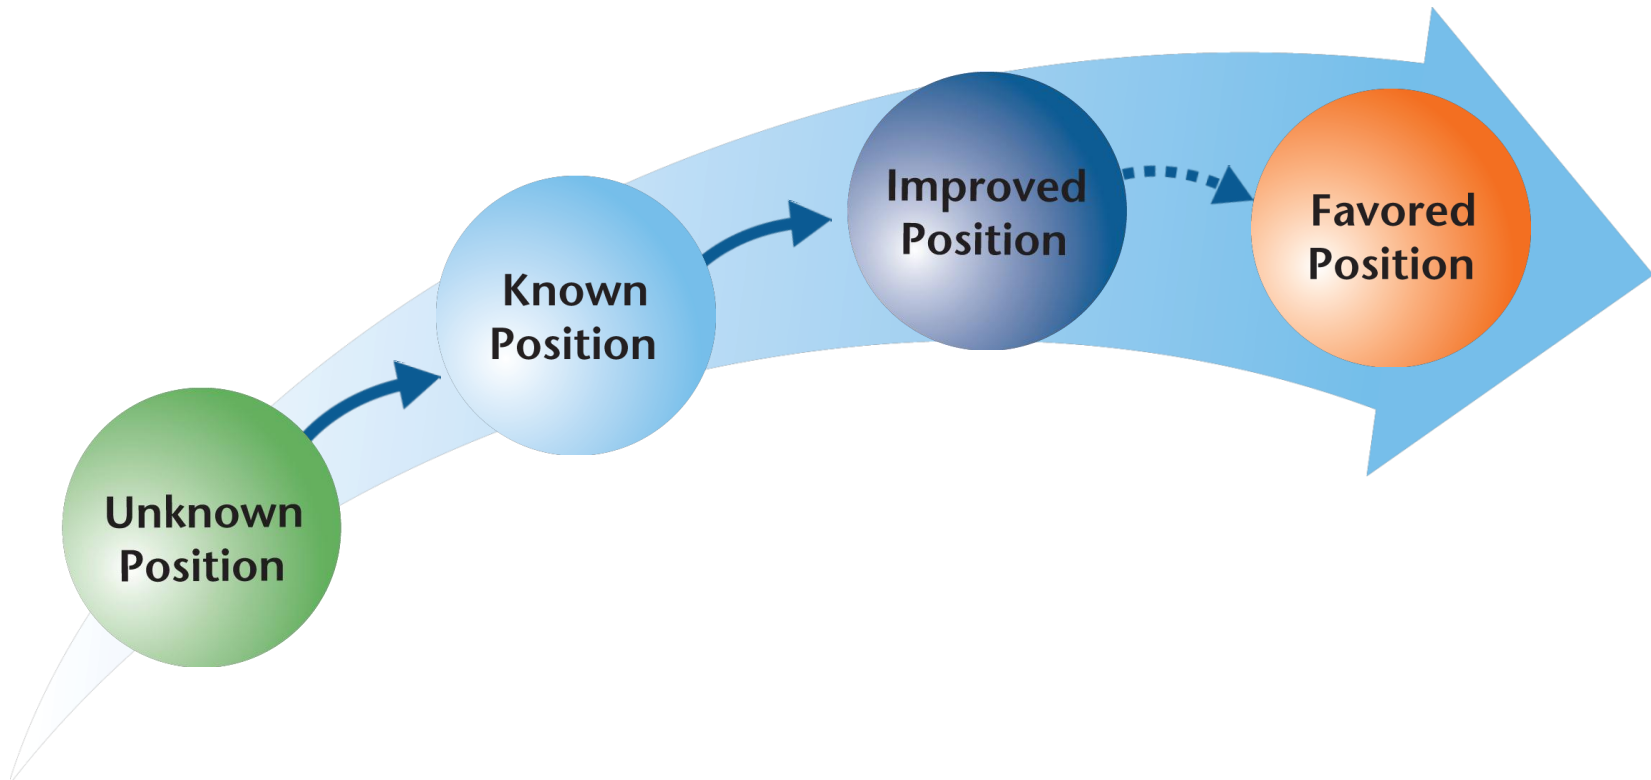 Unknown
Position
Known
Position
Improved
Position
Favored
Position